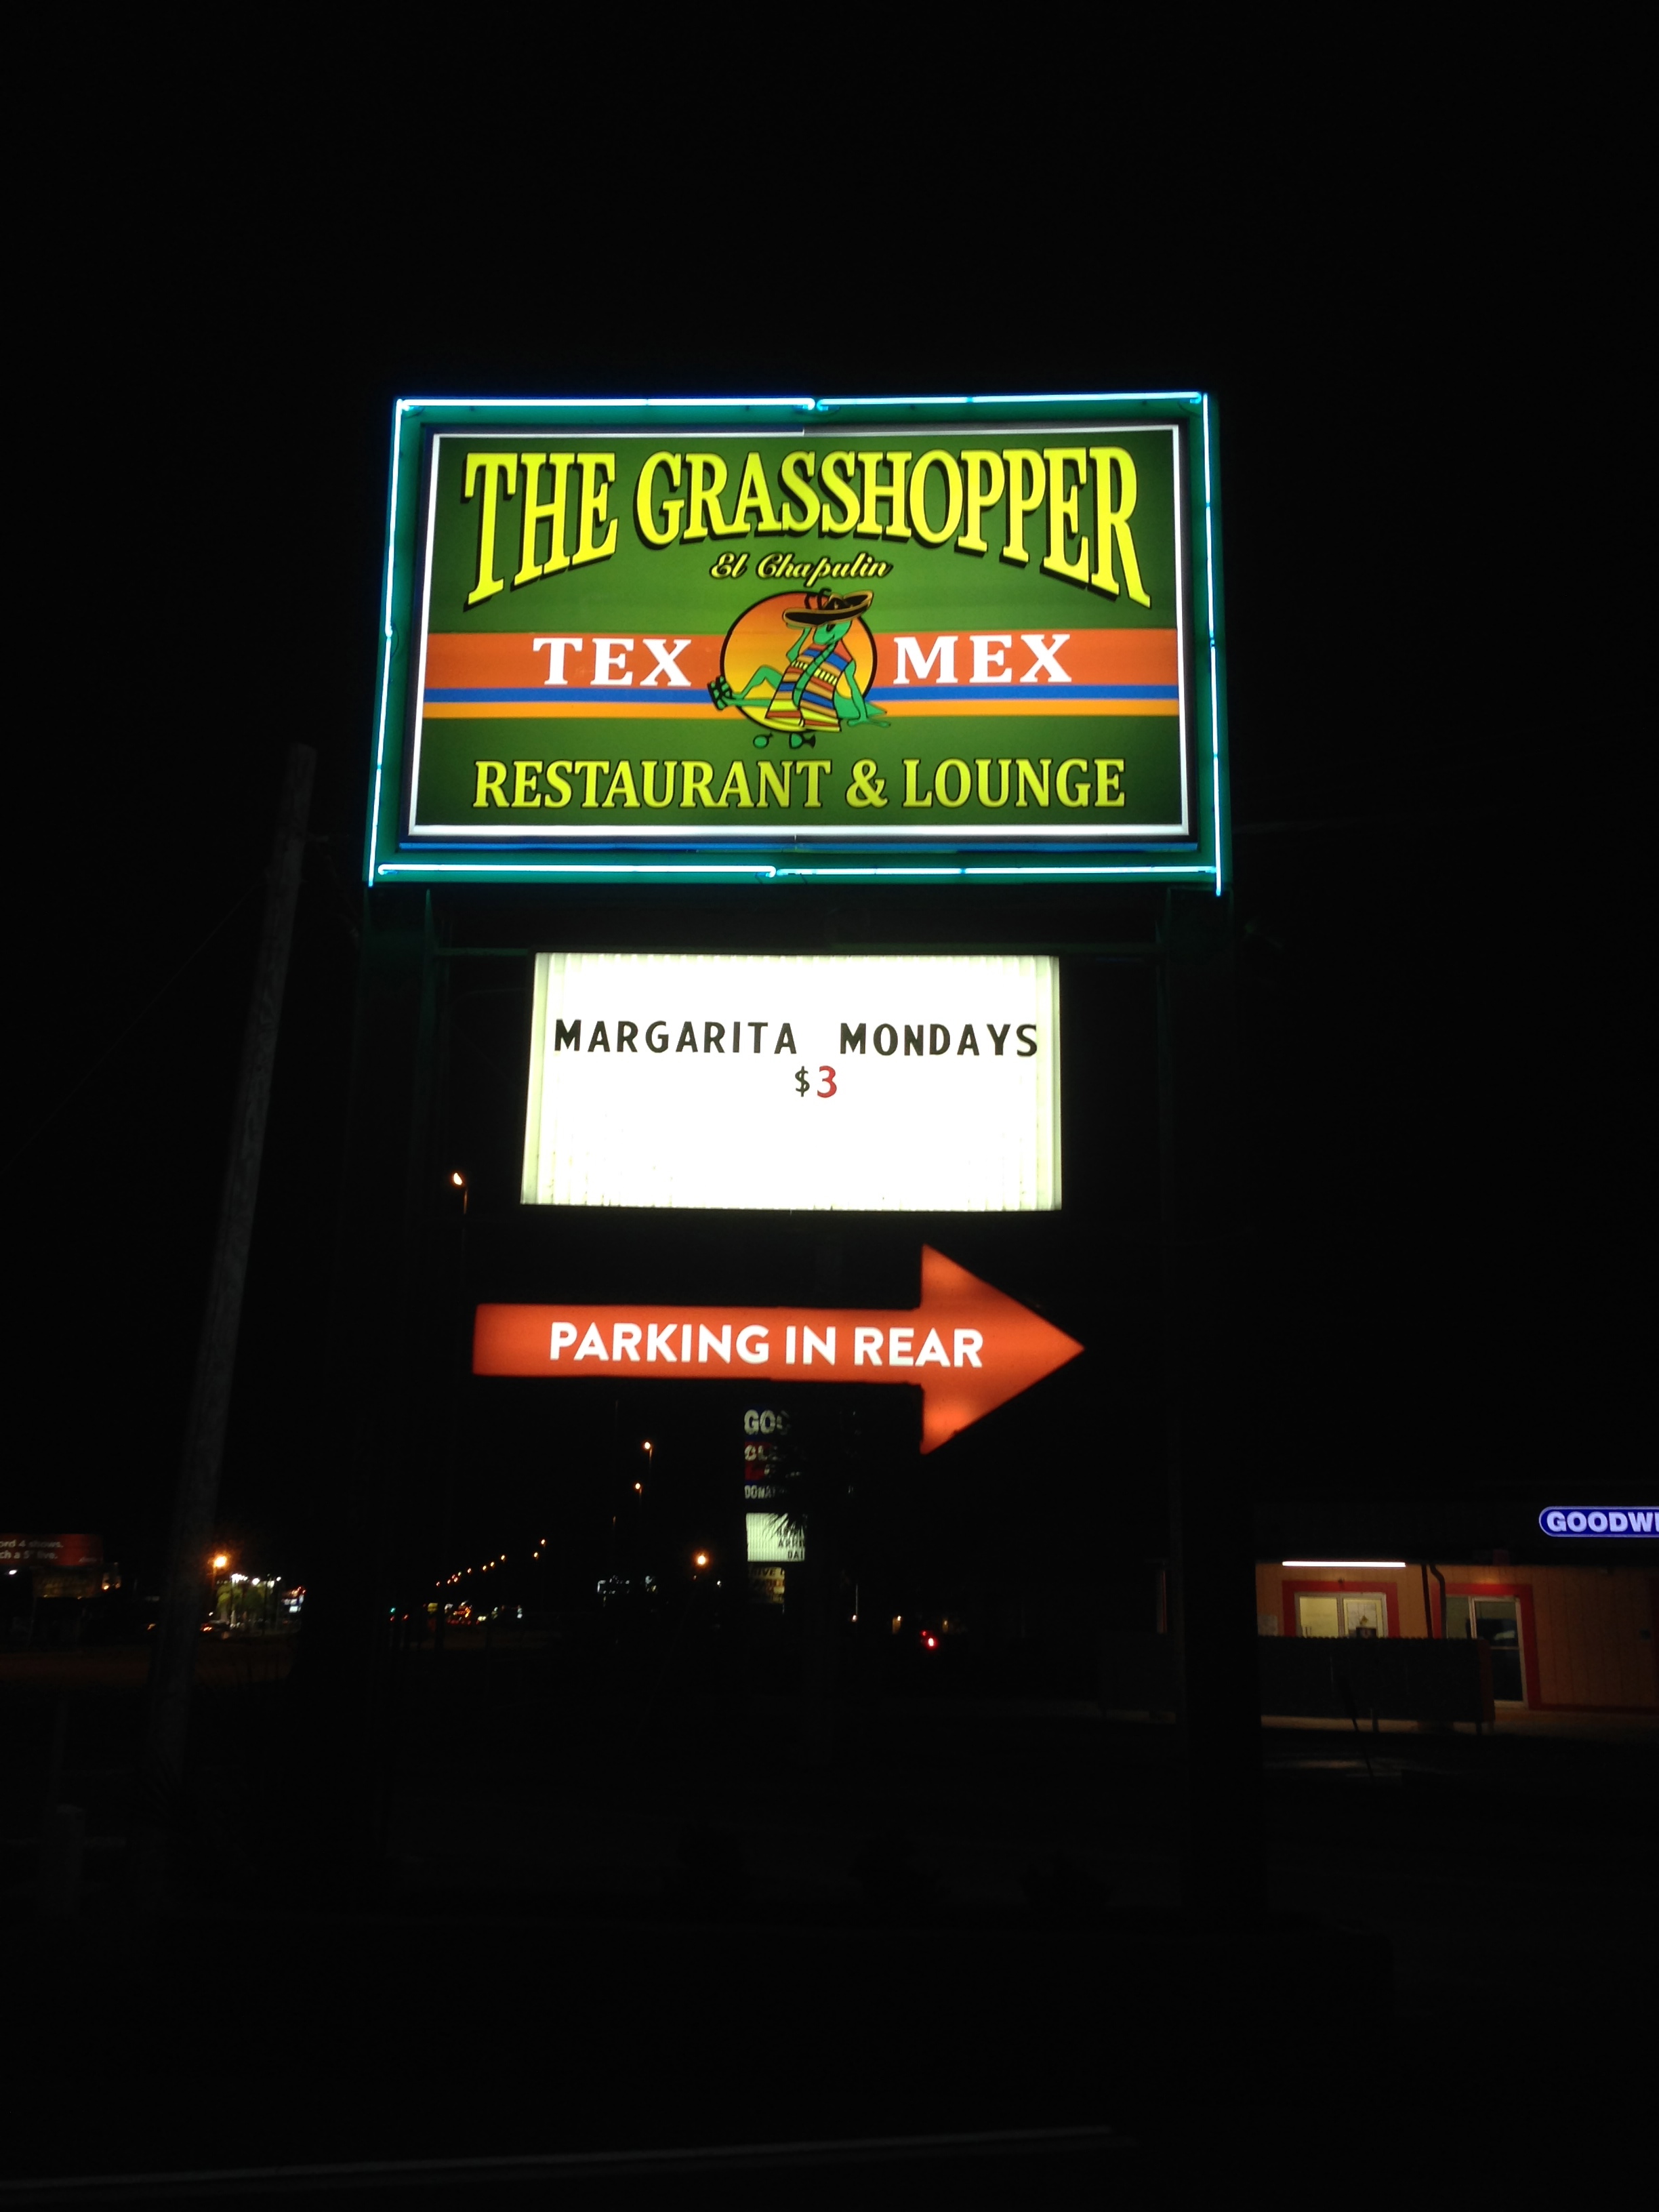 THE GRASSHOPPER
El Chapulin
TEX MEX
RESTAURANT & LOUNGE
MARGARITA MONDAYS
$3
PARKING IN REAR